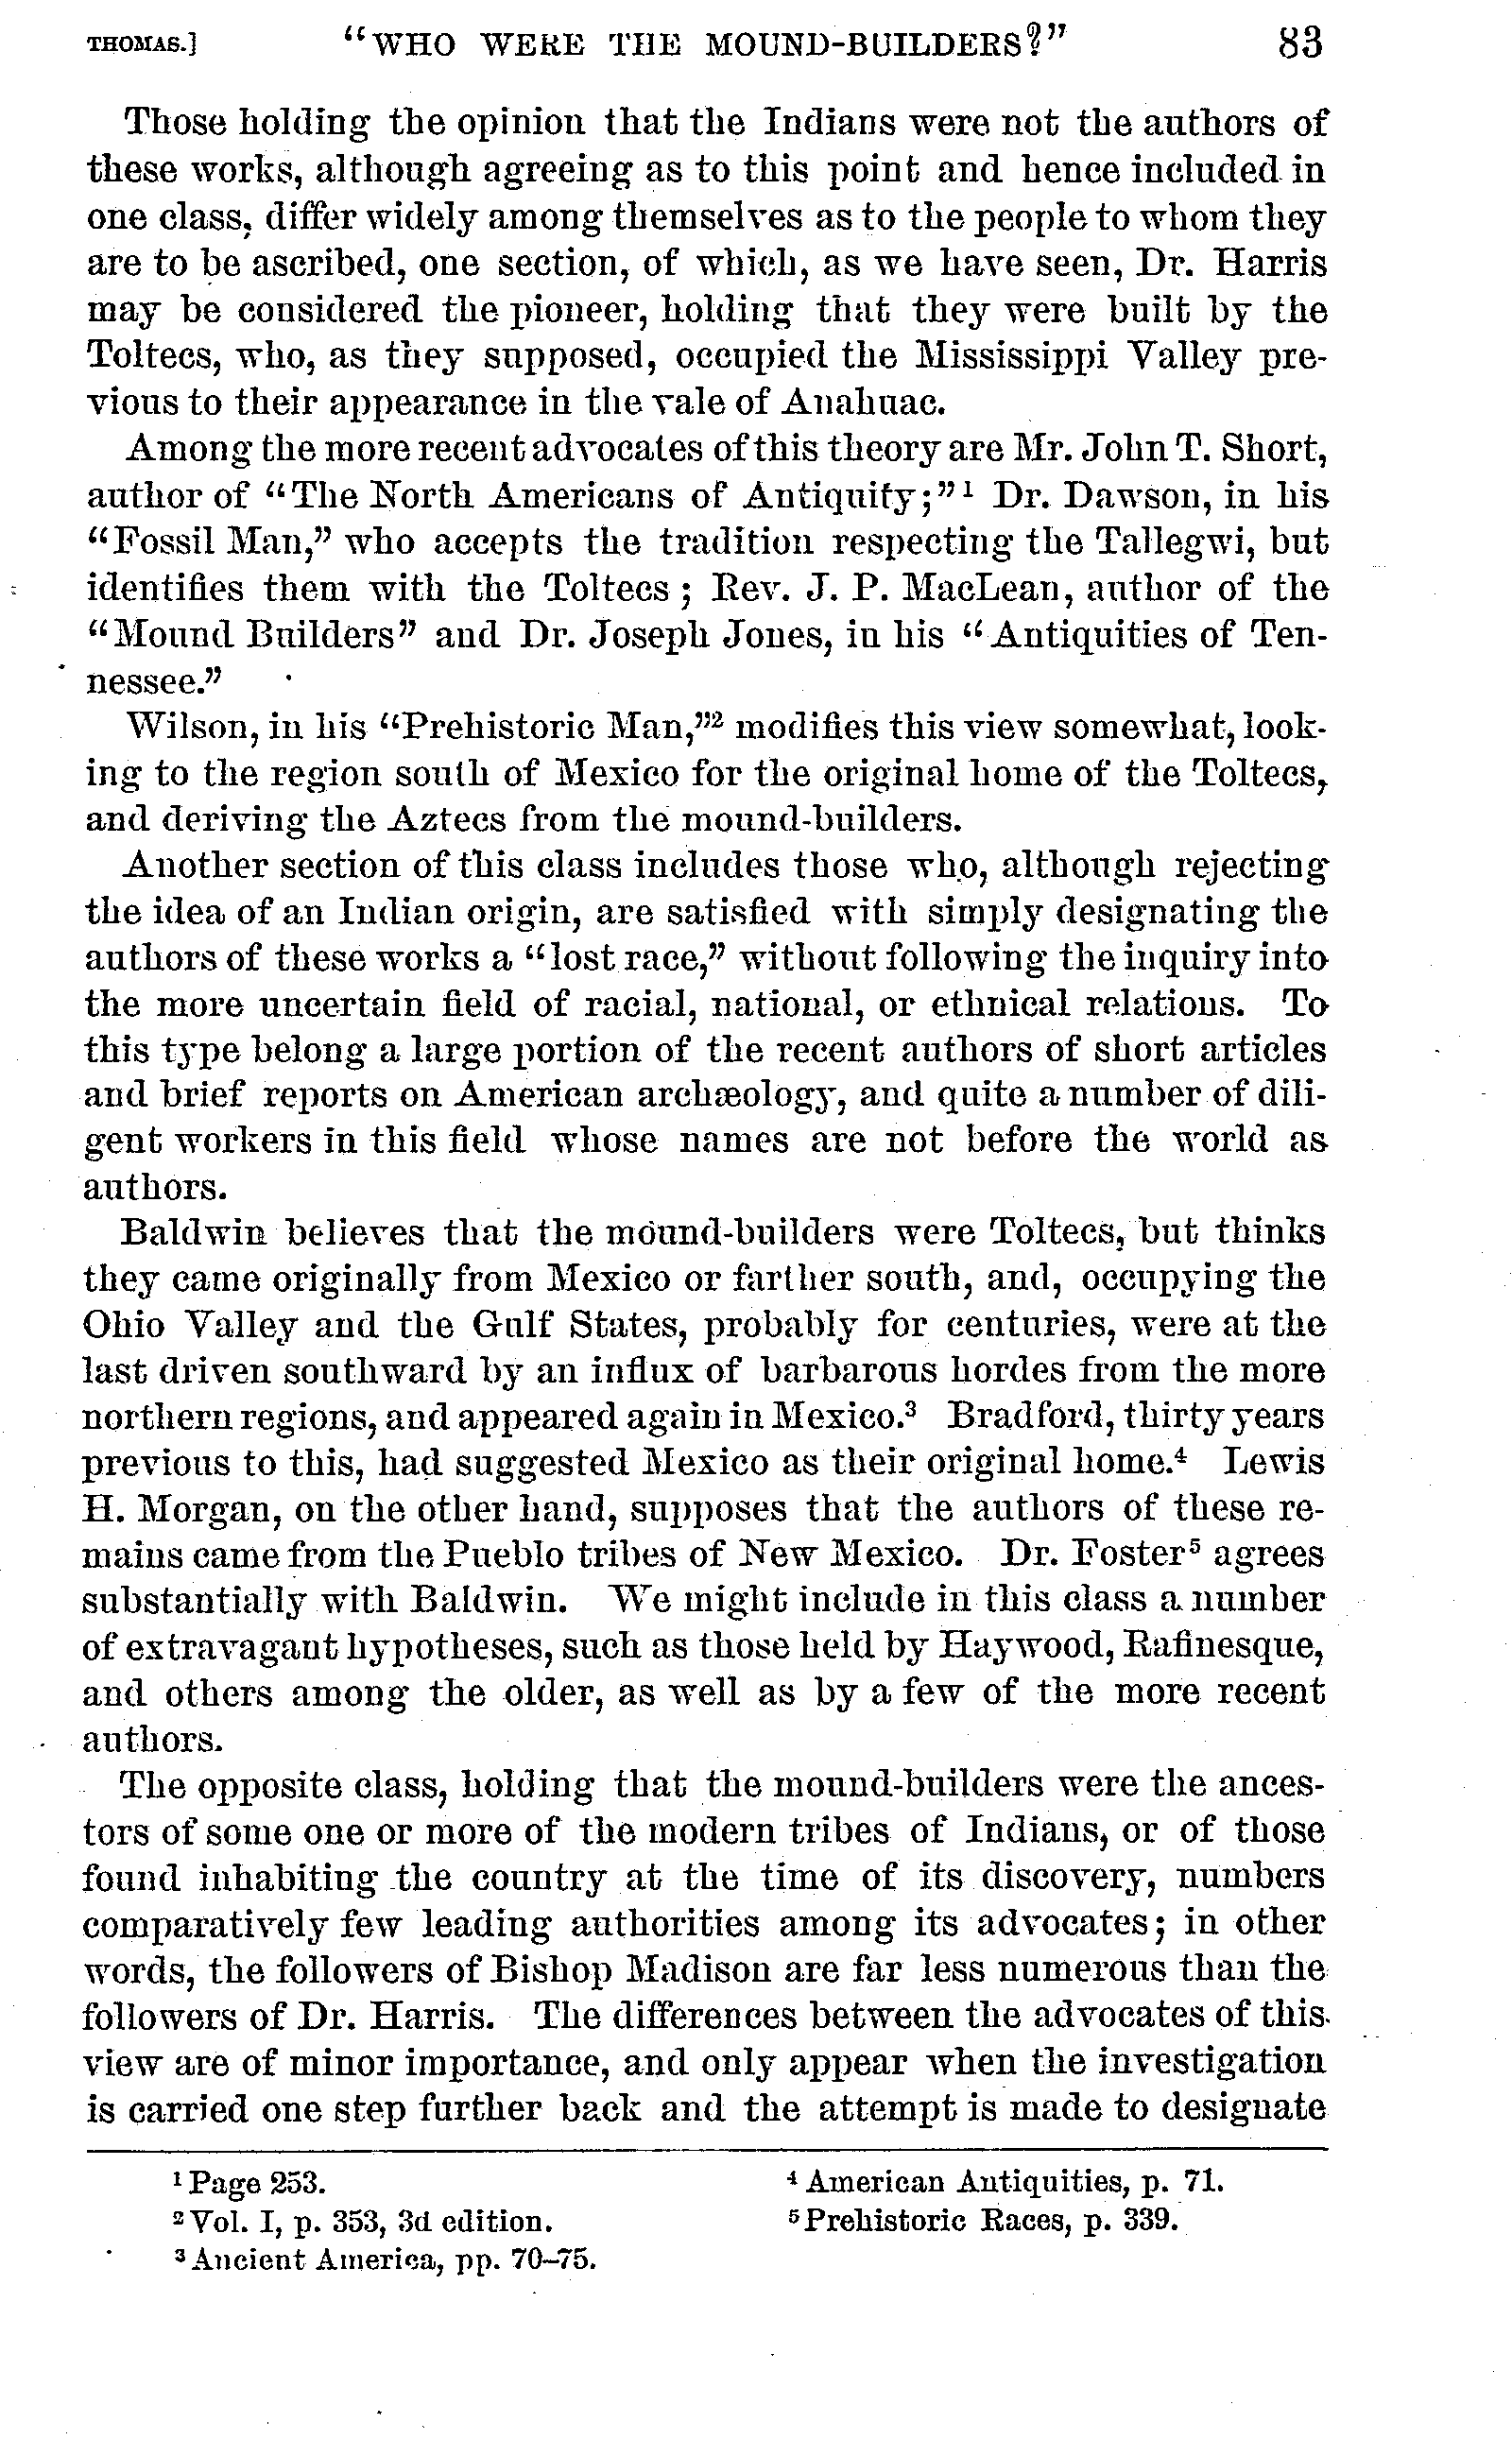 THOMAS.] "WHO WERE THE MOUND-BUILDERS?" 83
Those holding the opinion that the Indians were not the authors of
these works, although agreeing as to this point and hence included in
one class, differ widely among themselves as to the people to whom they
are to be ascribed, one section, of which, as we have seen, Dr. Harris
may be considered the pioneer, holding that they were built by the
Toltecs, who, as they supposed, occupied the Mississippi Valley pre-
vious to their appearance in the vale of Anahuac.
Among the more recent advocates of this theory are Mr. John T. Short,
author of "The North Americans of Antiquity;"¹ Dr. Dawson, in his
"Fossil Man," who accepts the tradition respecting the Tallegwi, but
identifies them with the Toltecs; Rev. J. P. MacLean, author of the
"Mound Builders" and Dr. Joseph Jones, in his "Antiquities of Ten-
nessee."
Wilson, in his "Prehistoric Man,"² modifies this view somewhat, look-
ing to the region south of Mexico for the original home of the Toltecs,
and deriving the Aztecs from the mound-builders.
Another section of this class includes those who, although rejecting
the idea of an Indian origin, are satisfied with simply designating the
authors of these works a "lost race," without following the inquiry into
the more uncertain field of racial, national, or ethnical relations. To
this type belong a large portion of the recent authors of short articles
and brief reports on American archæology, and quite a number of dili-
gent workers in this field whose names are not before the world as
authors.
Baldwin believes that the mound-builders were Toltecs, but thinks
they came originally from Mexico or farther south, and, occupying the
Ohio Valley and the Gulf States, probably for centuries, were at the
last driven southward by an influx of barbarous hordes from the more
northern regions, and appeared again in Mexico.³ Bradford, thirty years
previous to this, had suggested Mexico as their original home.⁴ Lewis
H. Morgan, on the other hand, supposes that the authors of these re-
mains came from the Pueblo tribes of New Mexico. Dr. Foster⁵ agrees
substantially with Baldwin. We might include in this class a number
of extravagant hypotheses, such as those held by Haywood, Rafinesque,
and others among the older, as well as by a few of the more recent
authors.
The opposite class, holding that the mound-builders were the ances-
tors of some one or more of the modern tribes of Indians, or of those
found inhabiting the country at the time of its discovery, numbers
comparatively few leading authorities among its advocates; in other
words, the followers of Bishop Madison are far less numerous than the
followers of Dr. Harris. The differences between the advocates of this
view are of minor importance, and only appear when the investigation
is carried one step further back and the attempt is made to designate
¹ Page 253.
² Vol. I, p. 353, 3d edition.
³ Ancient America, pp. 70–75.
⁴ American Antiquities, p. 71.
⁵ Prehistoric Races, p. 339.